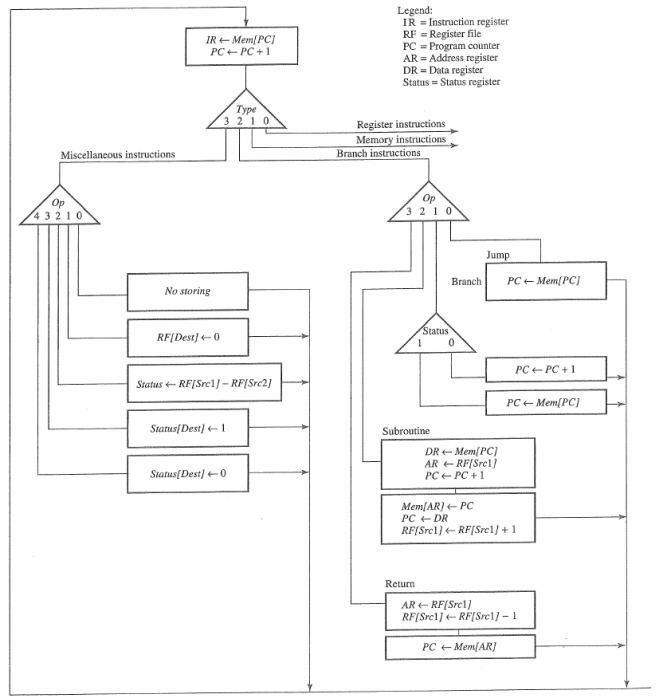 Legend:
IR = Instruction register
RF = Register file
PC = Program counter
AR = Address register
DR = Data register
Status = Status register
IR ← Mem[PC]
PC ← PC + 1
Type
3 2 1 0
Register instructions
Memory instructions
Branch instructions
Miscellaneous instructions
Op
4 3 2 1 0
Op
3 2 1 0
No storing
RF[Dest] ← 0
Status ← RF[Src1] – RF[Src2]
Status[Dest] ← 1
Status[Dest] ← 0
Jump
Branch
PC ← Mem[PC]
Status
1 0
PC ← PC + 1
PC ← Mem[PC]
Subroutine
DR ← Mem[PC]
AR ← RF[Src1]
PC ← PC + 1
Mem[AR] ← PC
PC ← DR
RF[Src1] ← RF[Src1] + 1
Return
AR ← RF[Src1]
RF[Src1] ← RF[Src1] – 1
PC ← Mem[AR]